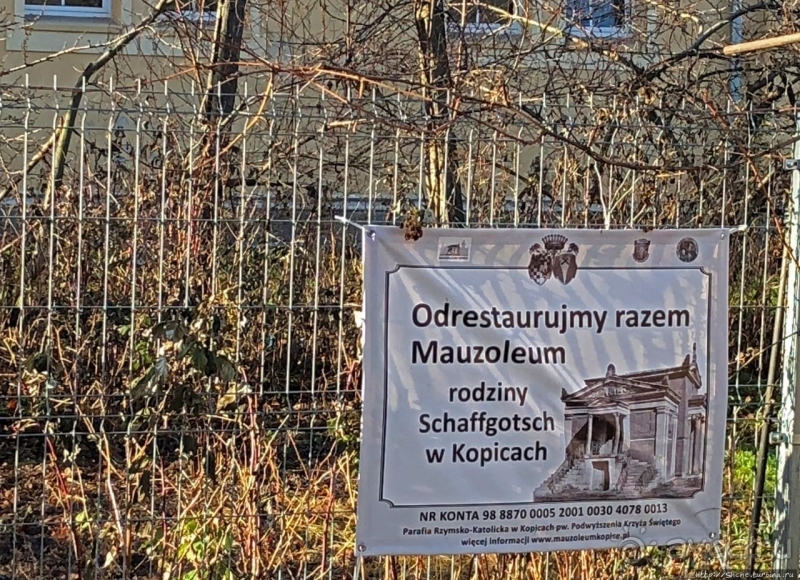 Odrestaurujmy razem
Mauzoleum
rodziny
Schaffgotsch
w Kopicach
NR KONTA 98 8870 0005 2001 0030 4078 0013
Parafia Rzymsko-Katolicka w Kopicach pw. Podwyższenia Krzyża Świętego
więcej informacji www.mauzoleumkopice.pl